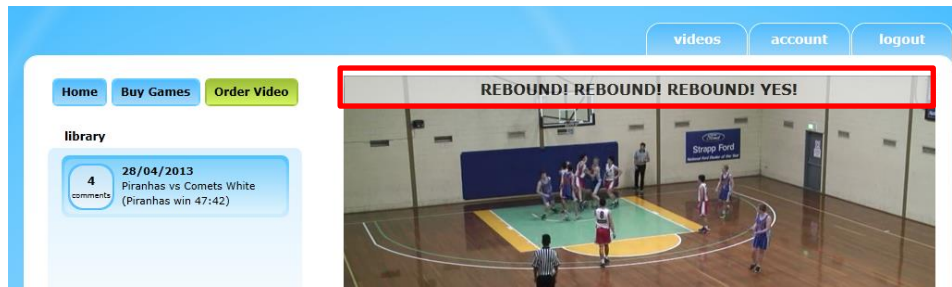 videos account logout
Home Buy Games Order Video
REBOUND! REBOUND! REBOUND! YES!
library
4
comments
28/04/2013
Piranhas vs Comets White
(Piranhas win 47:42)
Strapp Ford